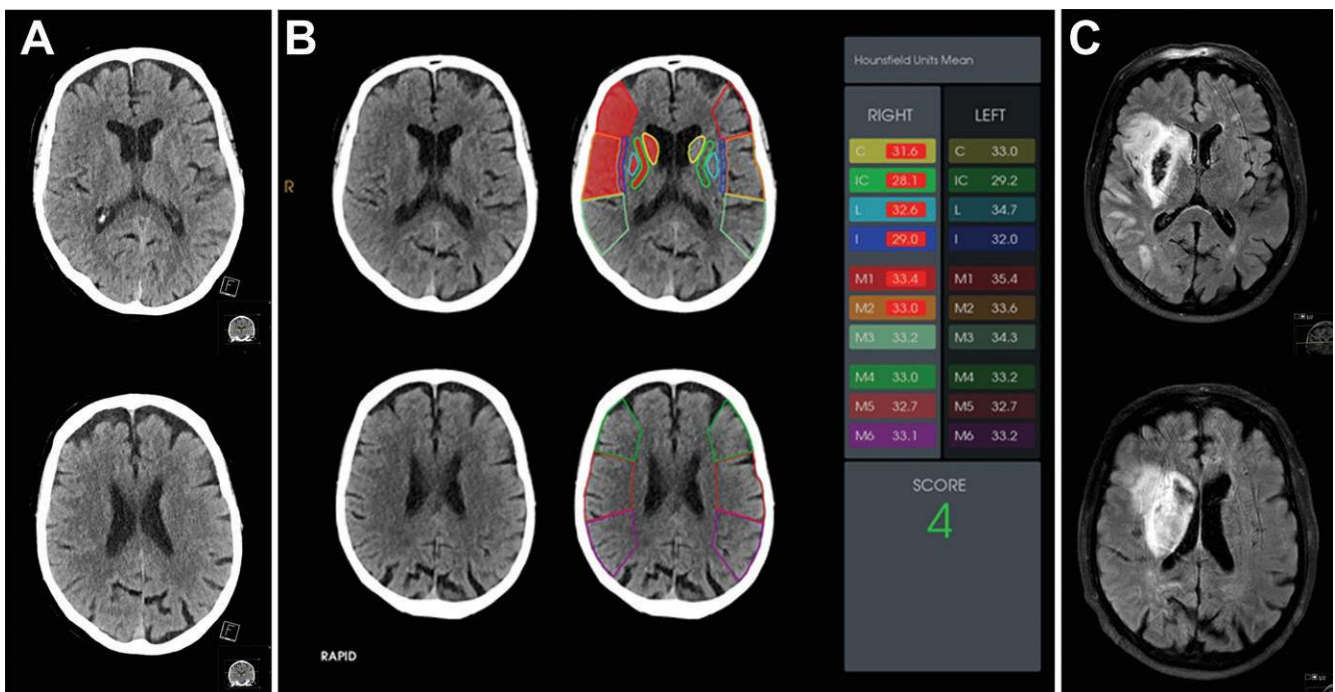 A
B
C
R
F
F
Hounsfield Units Mean
RIGHT LEFT
C 31.6 C 33.0
IC 28.1 IC 29.2
L 32.6 L 34.7
I 29.0 I 32.0
M1 33.4 M1 35.4
M2 33.0 M2 33.6
M3 33.2 M3 34.3
M4 33.0 M4 33.2
M5 32.7 M5 32.7
M6 33.1 M6 33.2
SCORE
4
RAPID